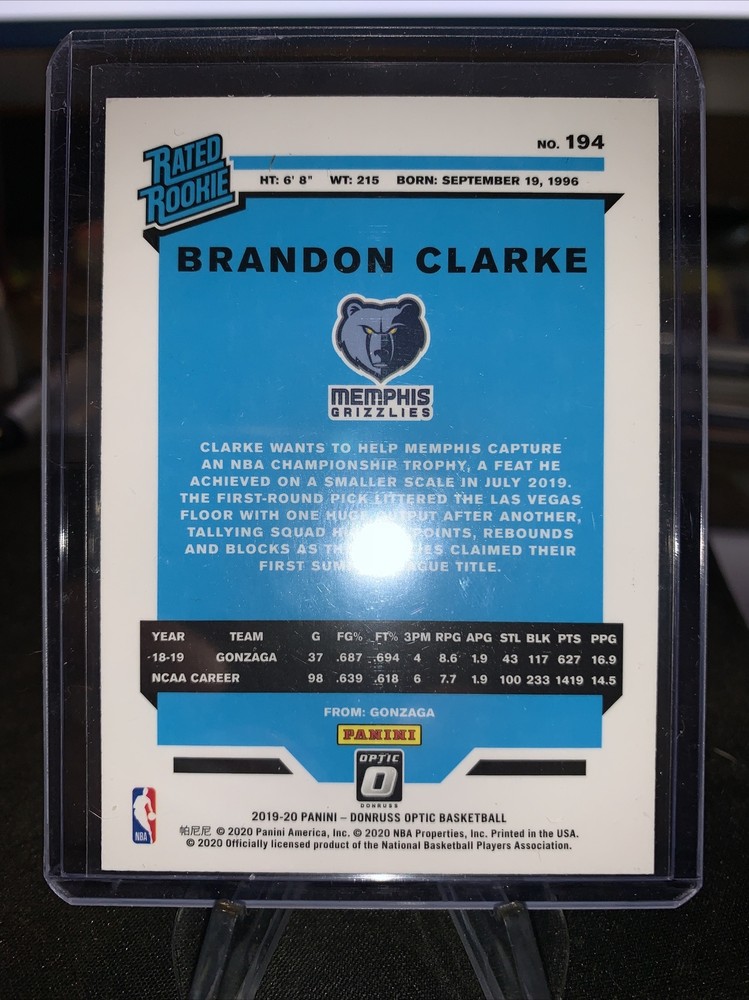 RATED
ROOKIE
NO. 194
HT: 6' 8" WT: 215 BORN: SEPTEMBER 19, 1996
BRANDON CLARKE
MEMPHIS
GRIZZLIES
CLARKE WANTS TO HELP MEMPHIS CAPTURE
AN NBA CHAMPIONSHIP TROPHY, A FEAT HE
ACHIEVED ON A SMALLER SCALE IN JULY 2019.
THE FIRST-ROUND PICK LITTERED THE LAS VEGAS
FLOOR WITH ONE HUGE OUTPUT AFTER ANOTHER,
TALLYING SQUAD POINTS, REBOUNDS
AND BLOCKS AS CLAIMED THEIR
FIRST SUMMER LEAGUE TITLE.
YEAR TEAM G FG% FT% 3PM RPG APG STL BLK PTS PPG
18-19 GONZAGA 37 .687 .694 4 8.6 1.9 43 117 627 16.9
NCAA CAREER 98 .639 .618 6 7.7 1.9 100 233 1419 14.5
FROM: GONZAGA
PANINI
OPTIC
O
DONRUSS
NBA
2019-20 PANINI – DONRUSS OPTIC BASKETBALL
帕尼尼 © 2020 Panini America, Inc. © 2020 NBA Properties, Inc. Printed in the USA.
© 2020 Officially licensed product of the National Basketball Players Association.